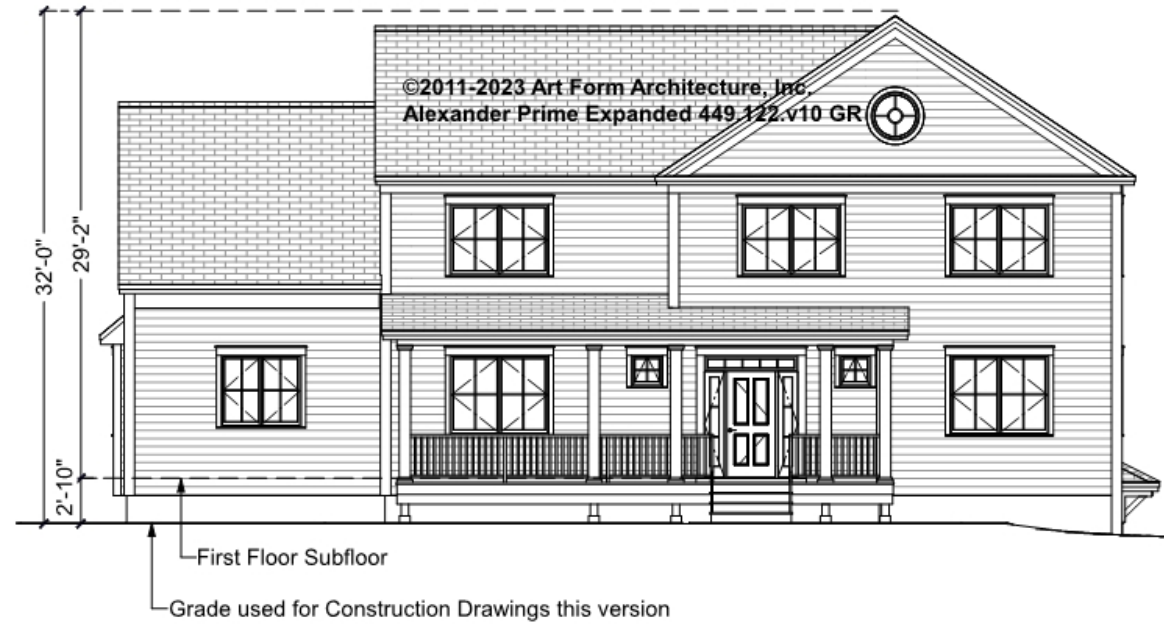 ©2011-2023 Art Form Architecture, Inc.
Alexander Prime Expanded 449.122.v10 GR
32'-0"
29'-2"
2'-10"
First Floor Subfloor
Grade used for Construction Drawings this version